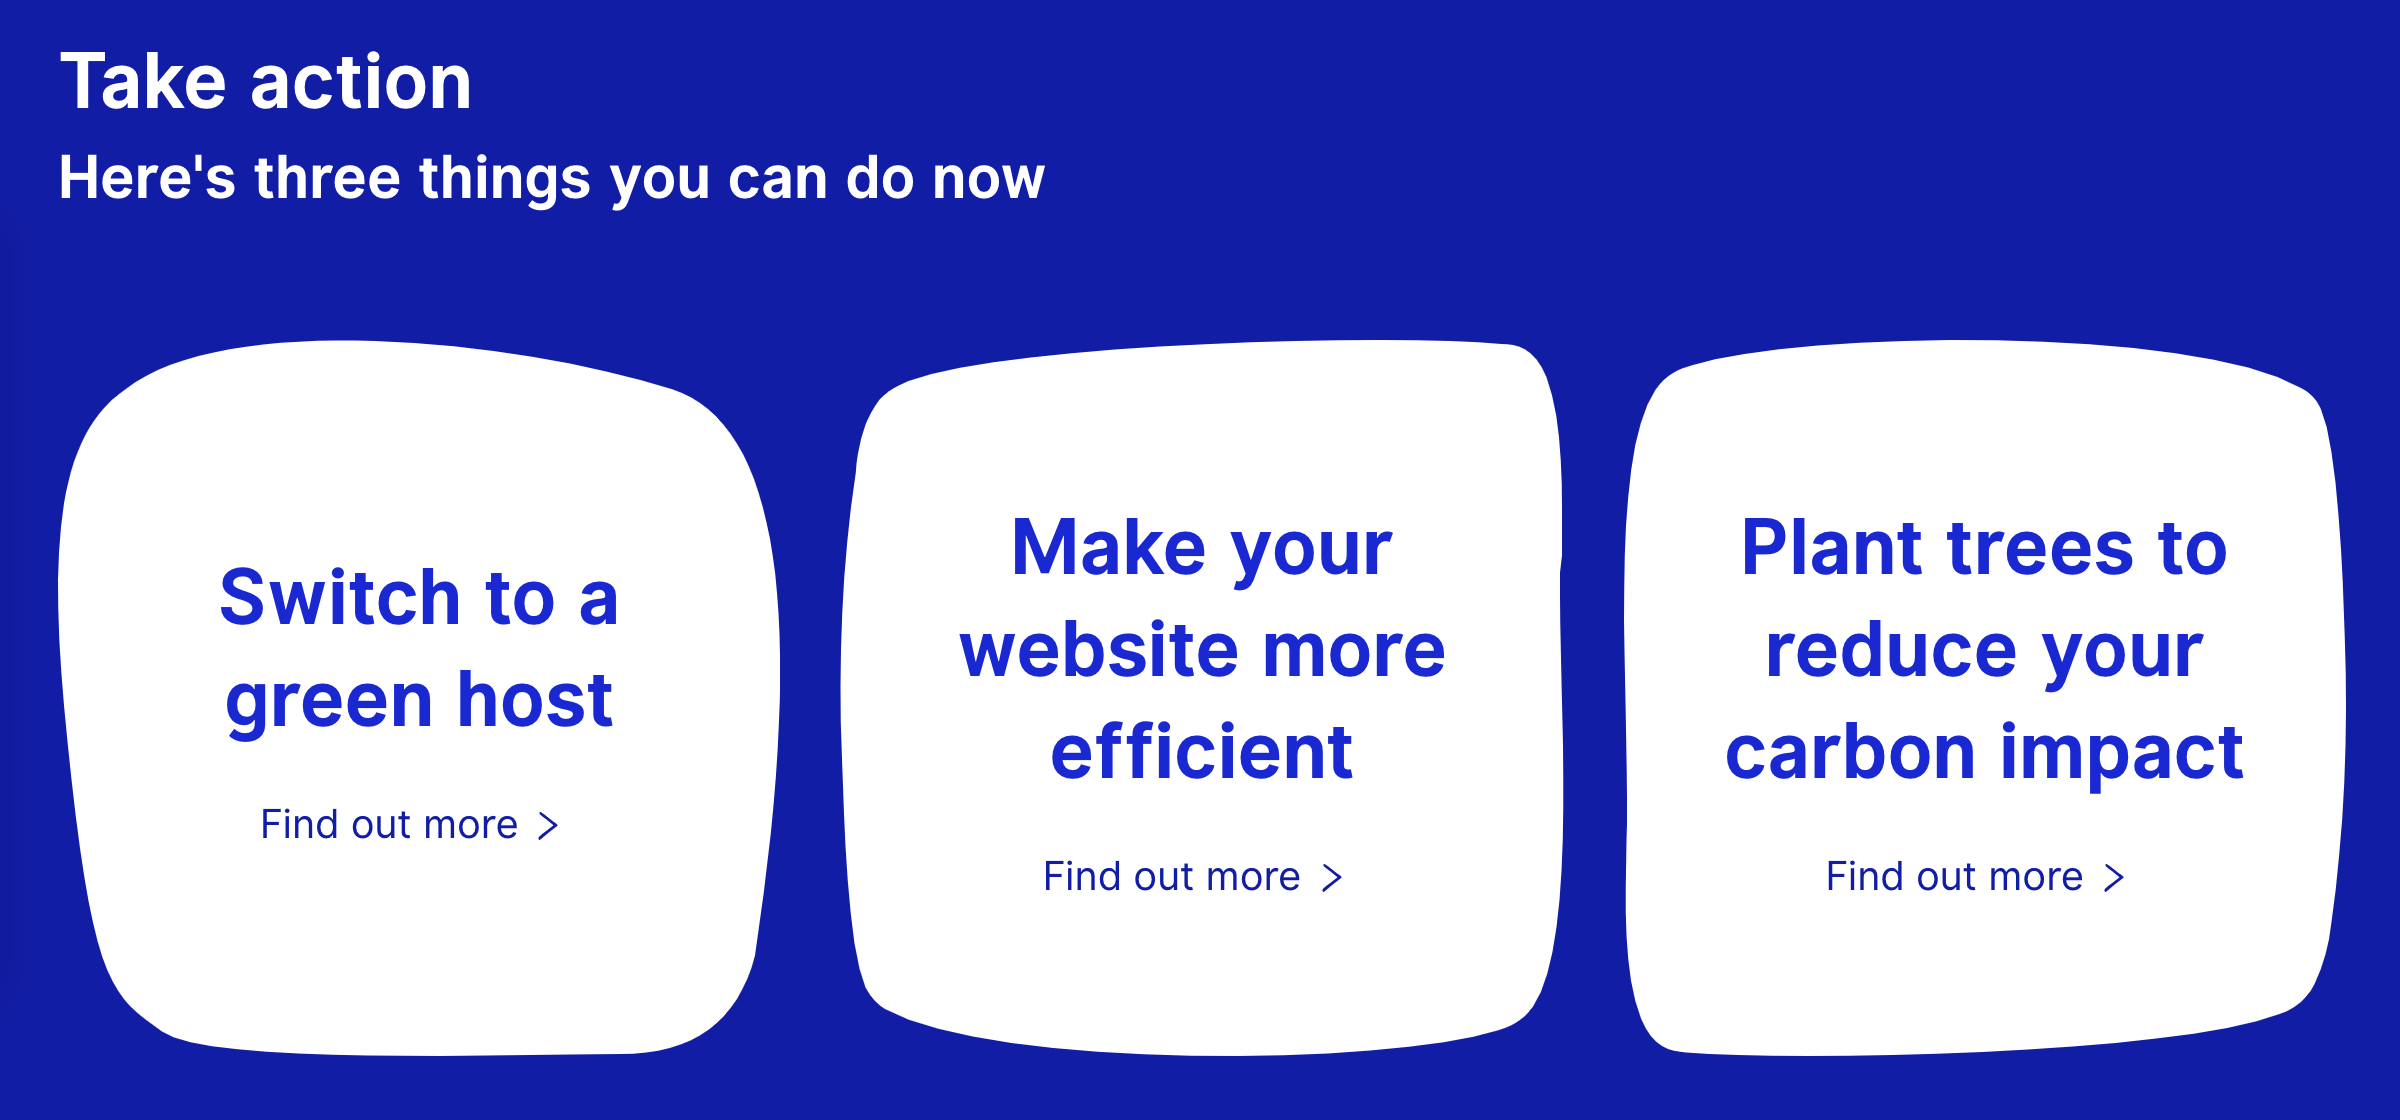 Take action
Here's three things you can do now
Switch to a
green host
Find out more >
Make your
website more
efficient
Find out more >
Plant trees to
reduce your
carbon impact
Find out more >